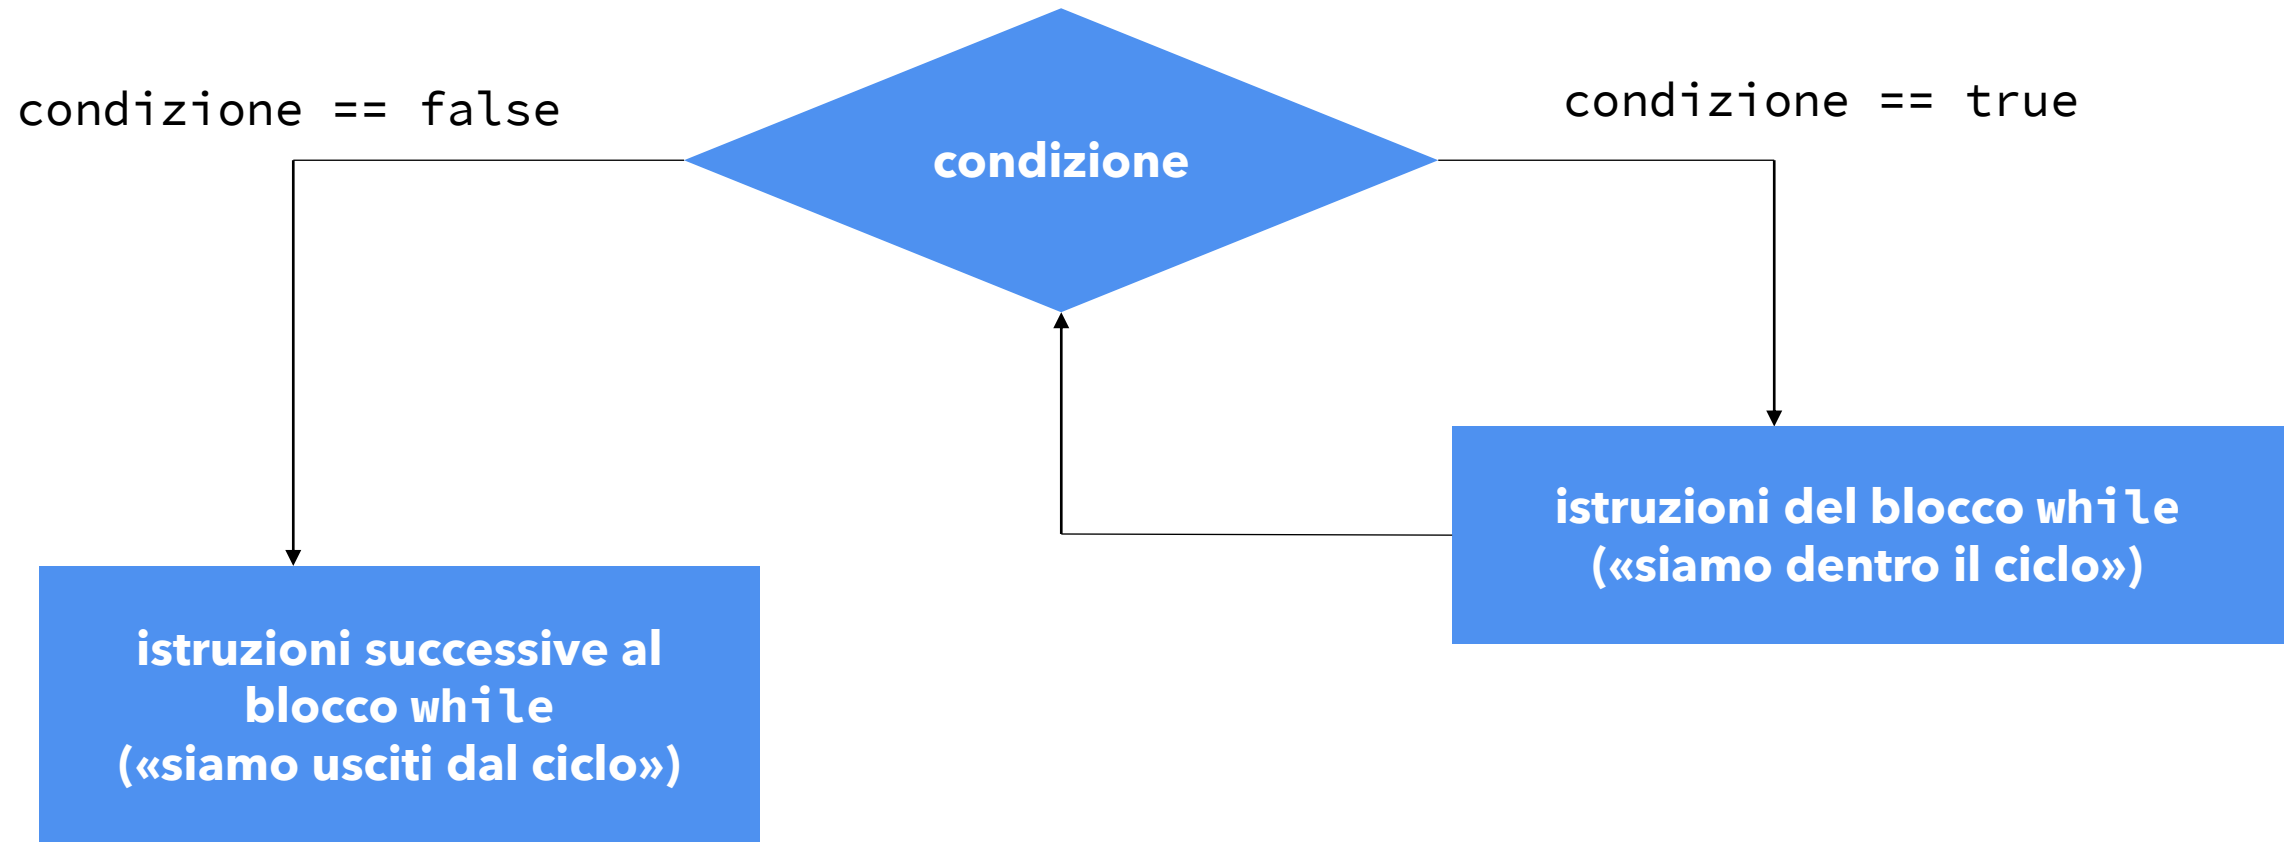 condizione == false
condizione
condizione == true
istruzioni del blocco while
(«siamo dentro il ciclo»)
istruzioni successive al
blocco while
(«siamo usciti dal ciclo»)